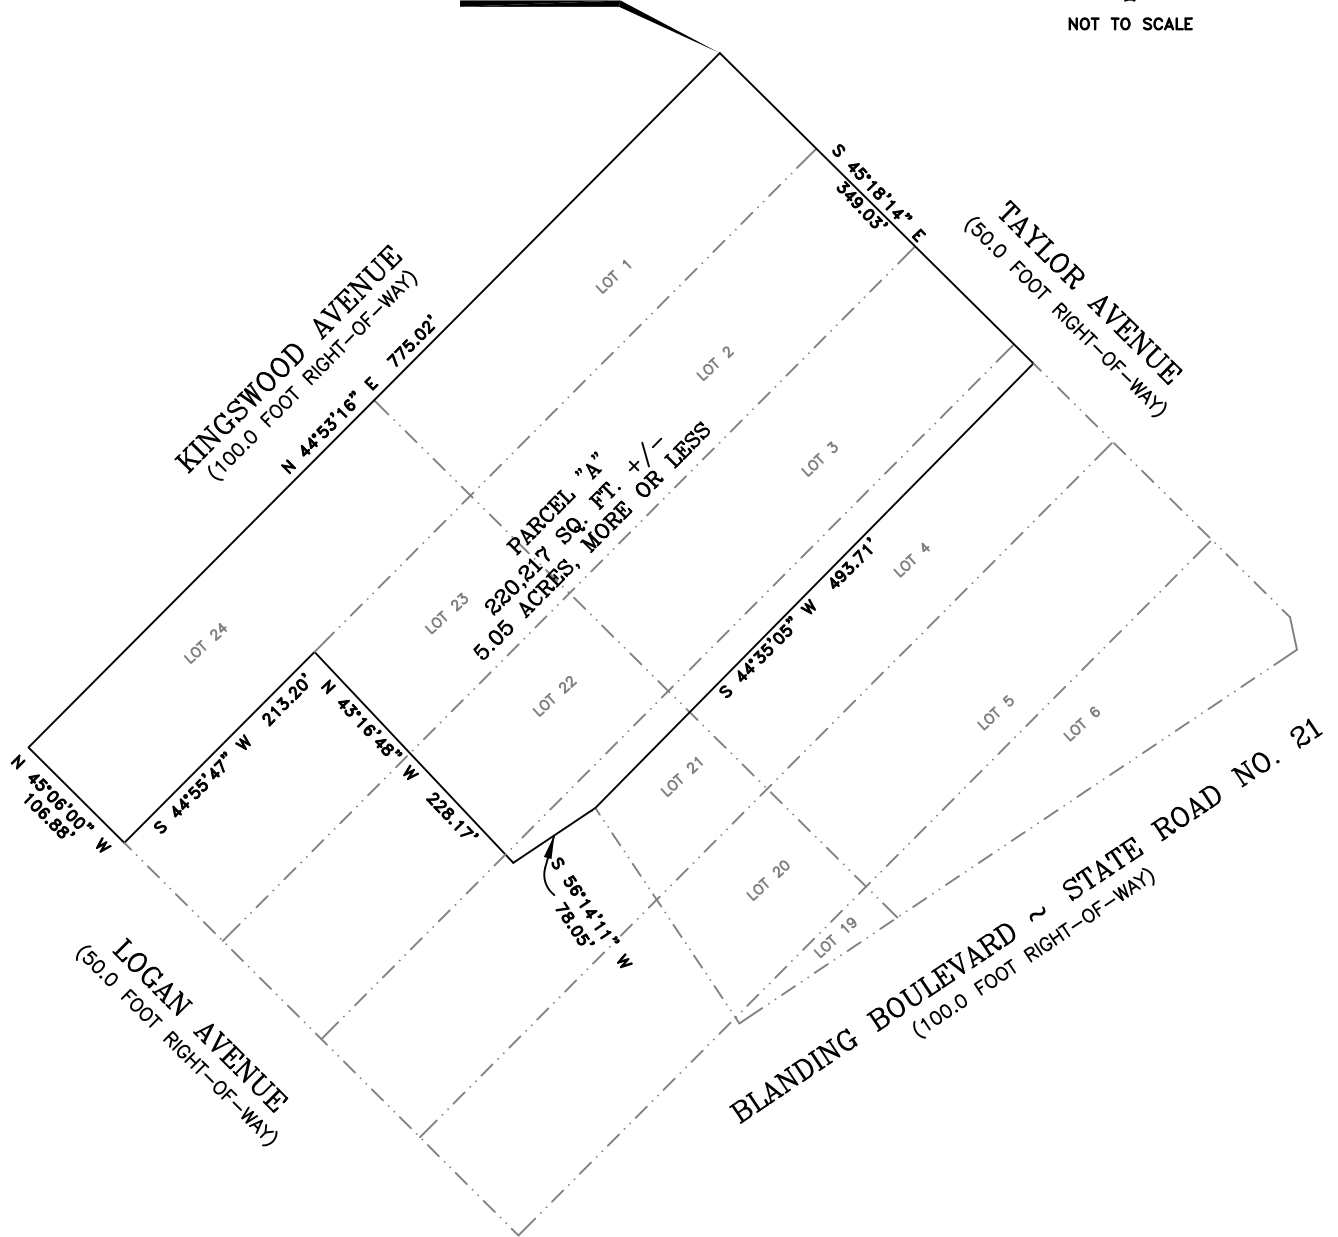 NOT TO SCALE
S 45°18'14" E
349.03'
TAYLOR AVENUE
(50.0 FOOT RIGHT-OF-WAY)
KINGSWOOD AVENUE
(100.0 FOOT RIGHT-OF-WAY)
N 44°53'16" E 775.02'
LOT 1
LOT 2
LOT 3
PARCEL "A"
220,217 SQ. FT. +/-
5.05 ACRES, MORE OR LESS
LOT 4
S 44°35'05" W 493.71'
LOT 24
LOT 23
LOT 22
LOT 5
LOT 6
LOT 21
LOT 20
LOT 19
S 44°55'47" W 213.20'
N 43°16'48" W 228.17'
N 45°06'00" W
106.88'
S 56°14'11" W
78.05'
BLANDING BOULEVARD ~ STATE ROAD NO. 21
(100.0 FOOT RIGHT-OF-WAY)
LOGAN AVENUE
(50.0 FOOT RIGHT-OF-WAY)